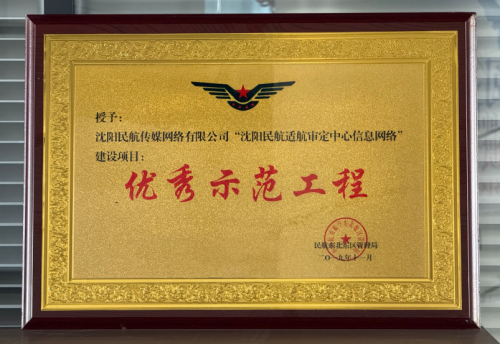 授予：
沈阳民航传媒网络有限公司“沈阳民航适航审定中心信息网络”
建设项目：
优秀示范工程
民航东北地区管理局
二〇一九年十一月